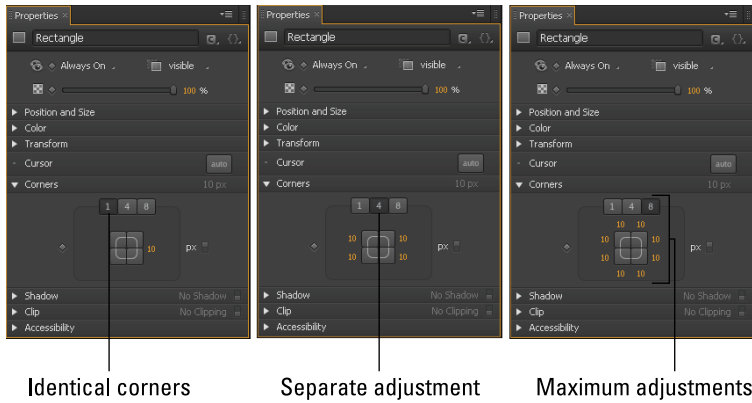 Properties ×
Rectangle
Always On
visible
100 %
Position and Size
Color
Transform
Cursor
auto
Corners
10 px
1 4 8
10
px
Shadow
No Shadow
Clip
No Clipping
Accessibility
Identical corners
Properties ×
Rectangle
Always On
visible
100 %
Position and Size
Color
Transform
Cursor
auto
Corners
10 px
1 4 8
10 10
10 10
px
Shadow
No Shadow
Clip
No Clipping
Accessibility
Separate adjustment
Properties ×
Rectangle
Always On
visible
100 %
Position and Size
Color
Transform
Cursor
auto
Corners
10 px
1 4 8
10 10
10 10
10 10
10 10
px
Shadow
No Shadow
Clip
No Clipping
Accessibility
Maximum adjustments